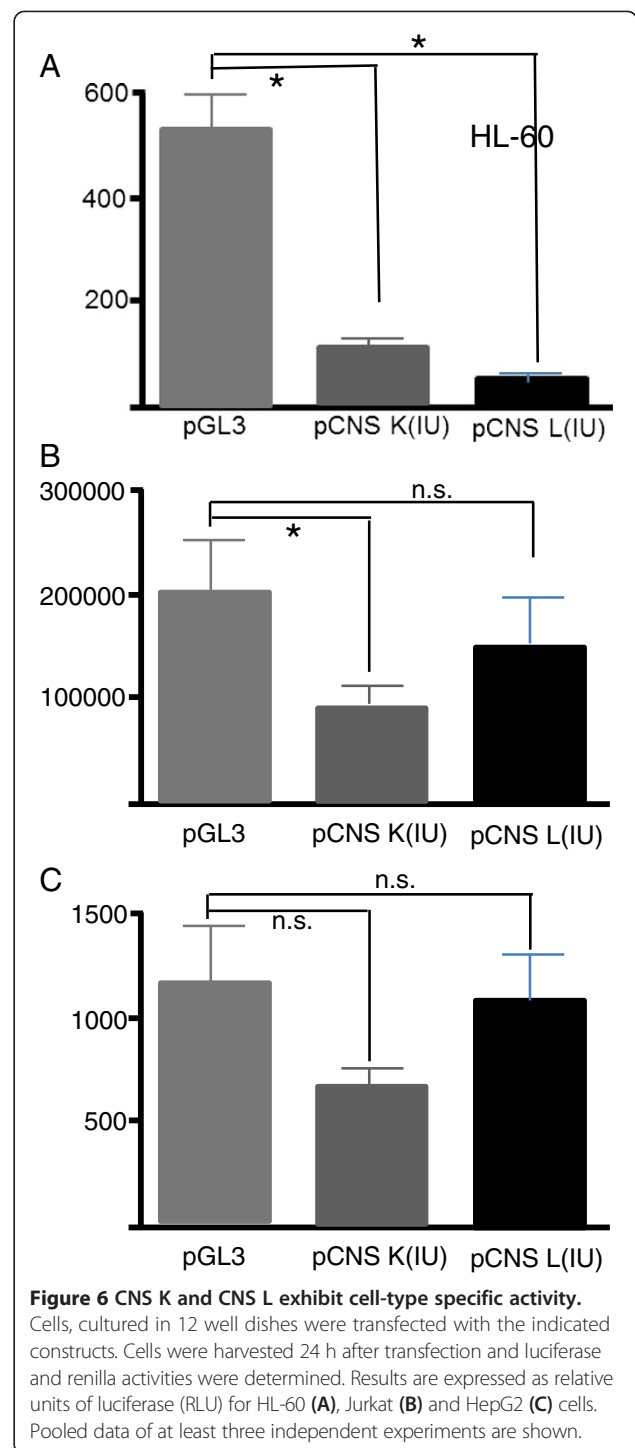 A
*
*
600
HL-60
400
200
pGL3 pCNS K(IU) pCNS L(IU)
B
300000
n.s.
*
200000
100000
pGL3 pCNS K(IU) pCNS L(IU)
C
n.s.
1500
n.s.
1000
500
pGL3 pCNS K(IU) pCNS L(IU)
Figure 6 CNS K and CNS L exhibit cell-type specific activity.
Cells, cultured in 12 well dishes were transfected with the indicated
constructs. Cells were harvested 24 h after transfection and luciferase
and renilla activities were determined. Results are expressed as relative
units of luciferase (RLU) for HL-60 (A), Jurkat (B) and HepG2 (C) cells.
Pooled data of at least three independent experiments are shown.